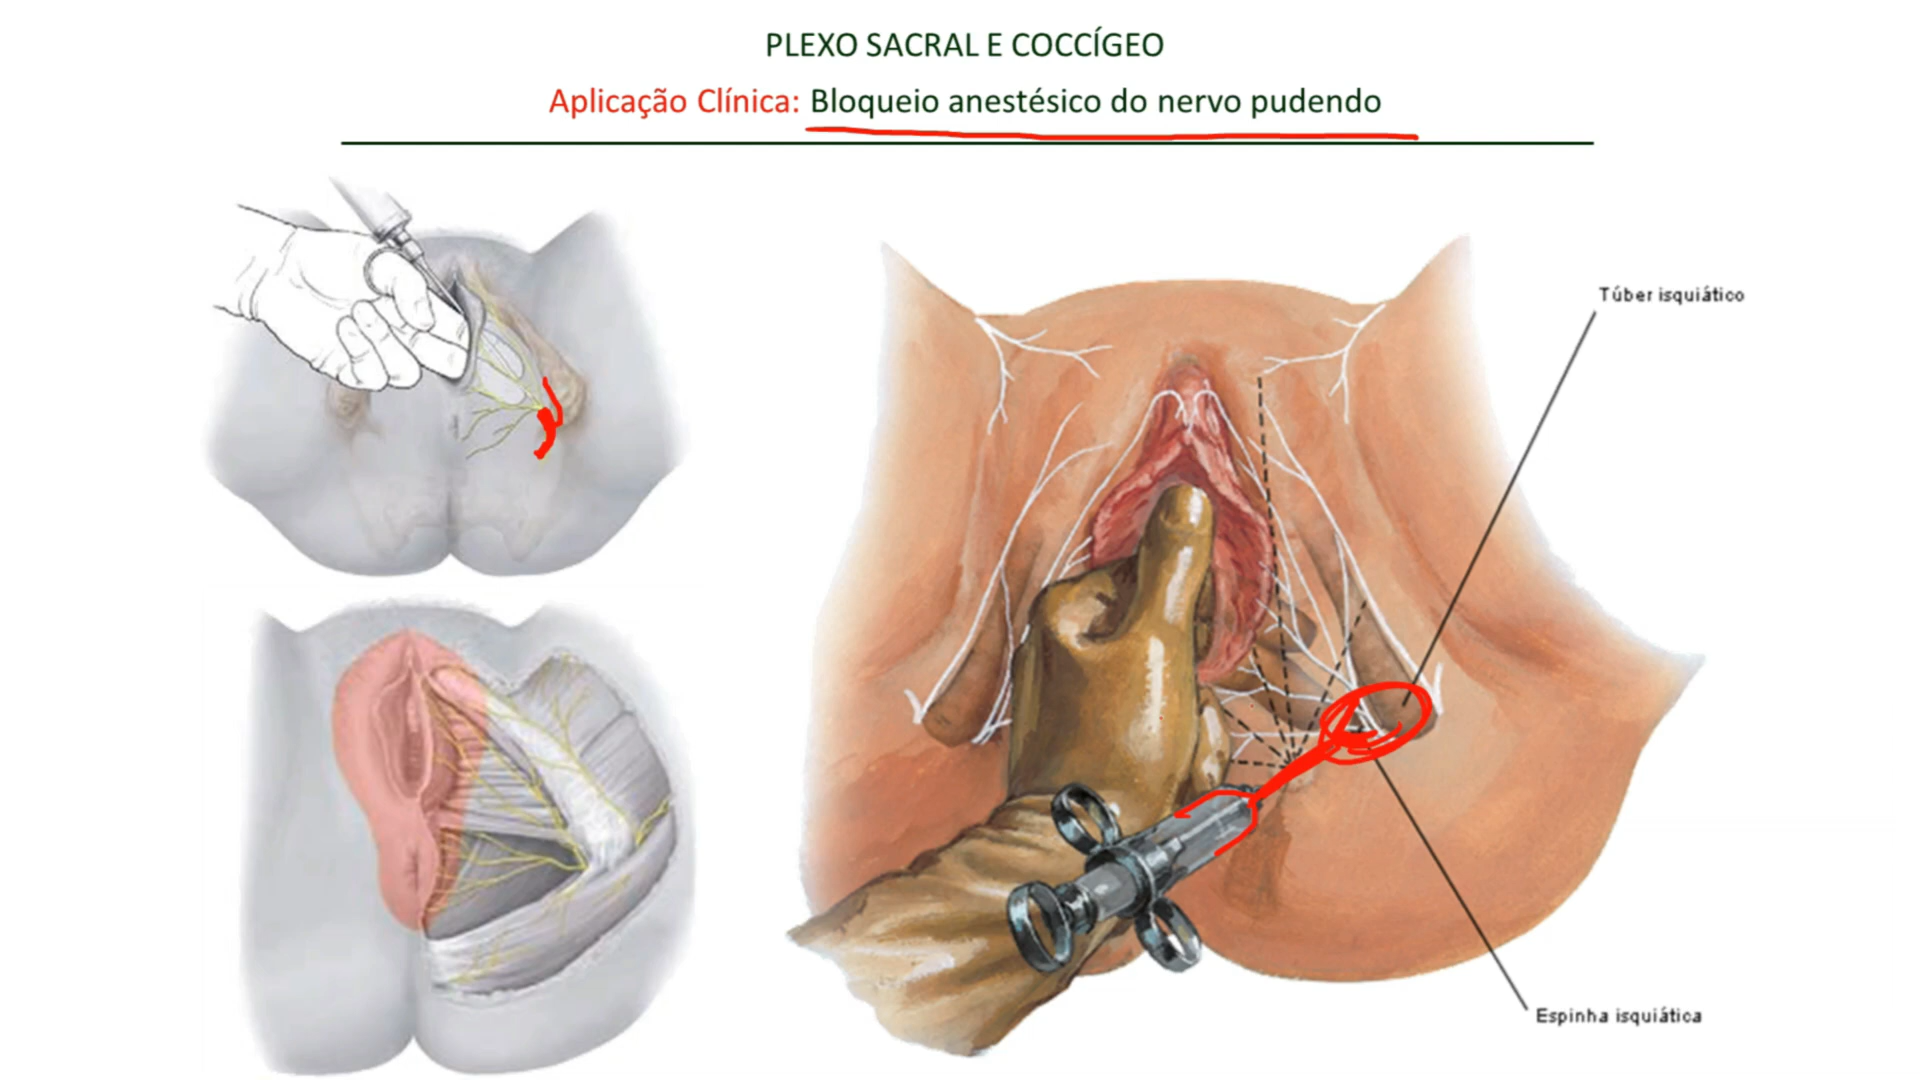 PLEXO SACRAL E COCCÍGEO
Aplicação Clínica: Bloqueio anestésico do nervo pudendo
Túber isquiático
Espinha isquiática